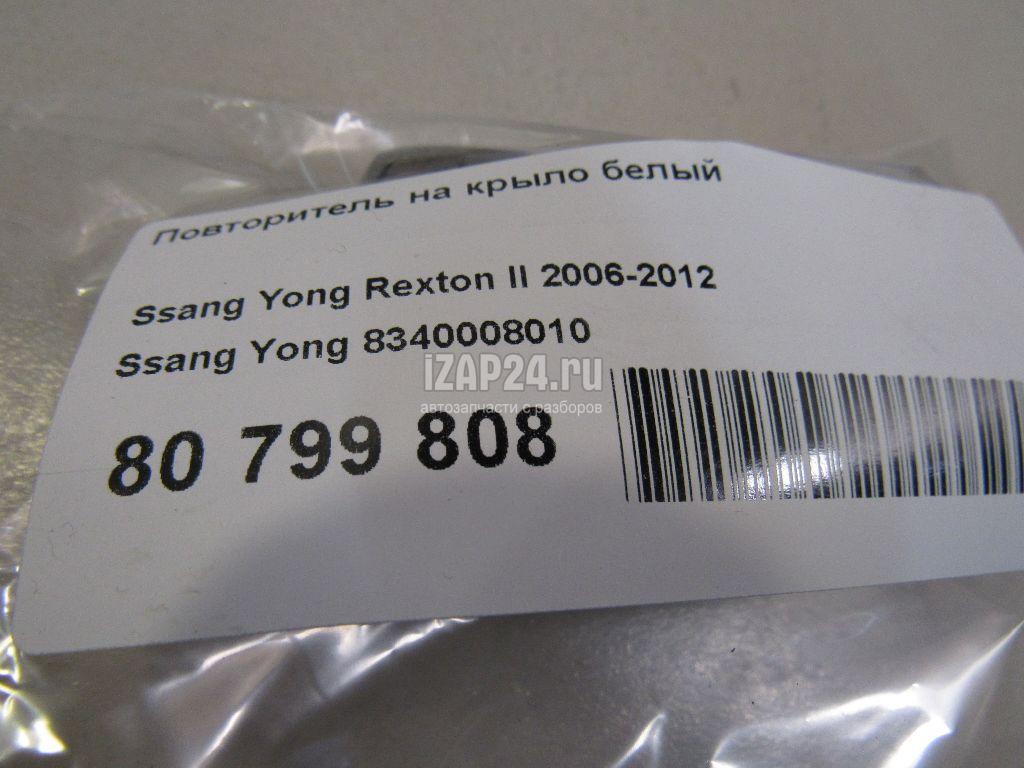 Повторитель на крыло белый
Ssang Yong Rexton II 2006-2012
Ssang Yong 8340008010
iZAP24.ru
автозапчасти с разборов
80 799 808